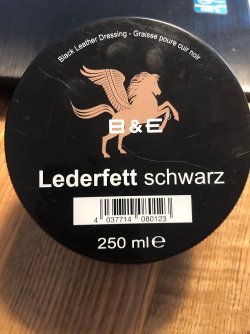 Black Leather Dressing - Graisse poure cuir noir
B&E
Lederfett schwarz
4 037714 080123
250 ml e